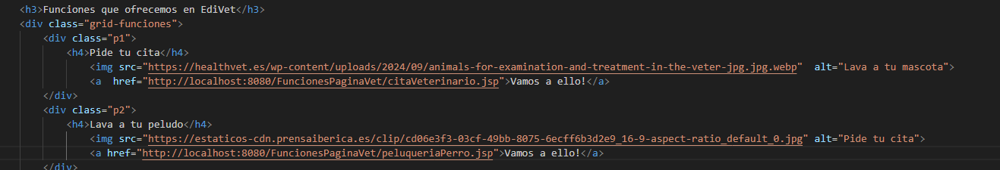 <h3>Funciones que ofrecemos en EdiVet</h3>
<div class="grid-funciones">
<div class="p1">
<h4>Pide tu cita</h4>
<img src="https://healthvet.es/wp-content/uploads/2024/09/animals-for-examination-and-treatment-in-the-veter-jpg.jpg.webp"  alt="Lava a tu mascota">
<a  href="http://localhost:8080/FuncionesPaginaVet/citaVeterinario.jsp">Vamos a ello!</a>
</div>
<div class="p2">
<h4>Lava a tu peludo</h4>
<img src="https://estaticos-cdn.prensaiberica.es/clip/cd06e3f3-03cf-49bb-8075-6ecff6b3d2e9_16-9-aspect-ratio_default_0.jpg" alt="Pide tu cita">
<a href="http://localhost:8080/FuncionesPaginaVet/peluqueriaPerro.jsp">Vamos a ello!</a>
</div>